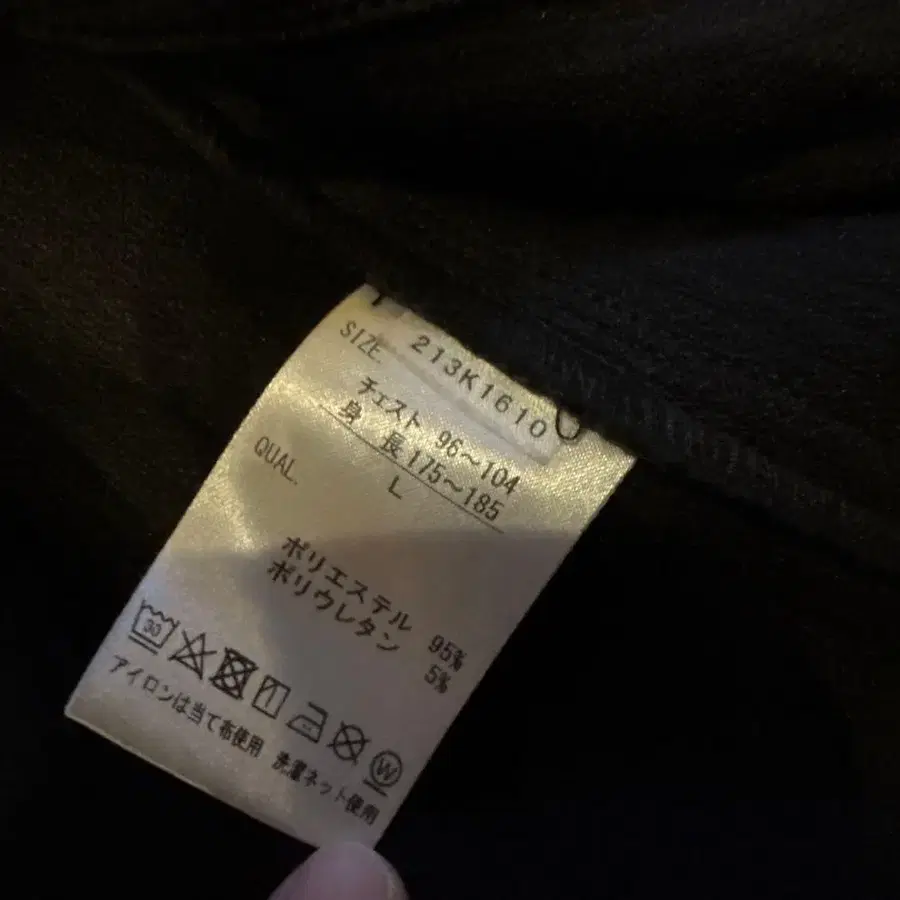 213K1610
SIZE.
チェスト 96～104
身 長 175～185
L
QUAL.
ポリエステル 95%
ポリウレタン 5%
30
W
アイロンは当て布使用 洗濯ネット使用